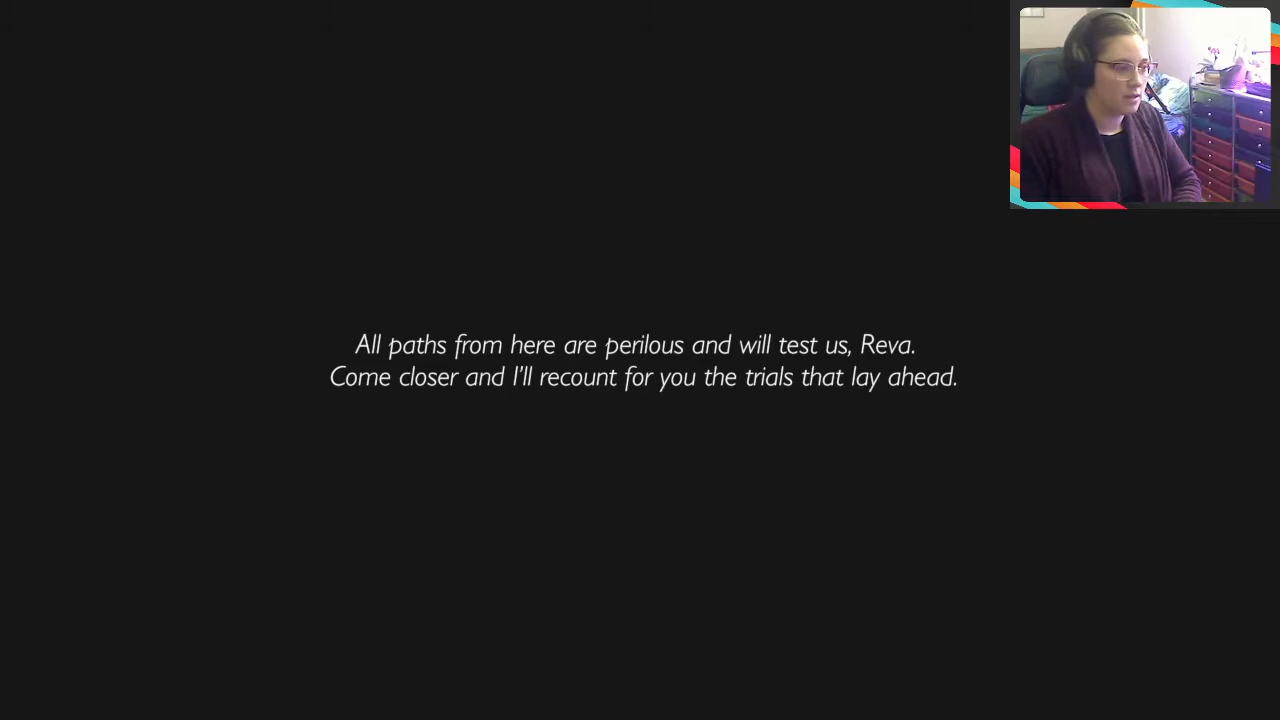 All paths from here are perilous and will test us, Reva.
Come closer and I'll recount for you the trials that lay ahead.